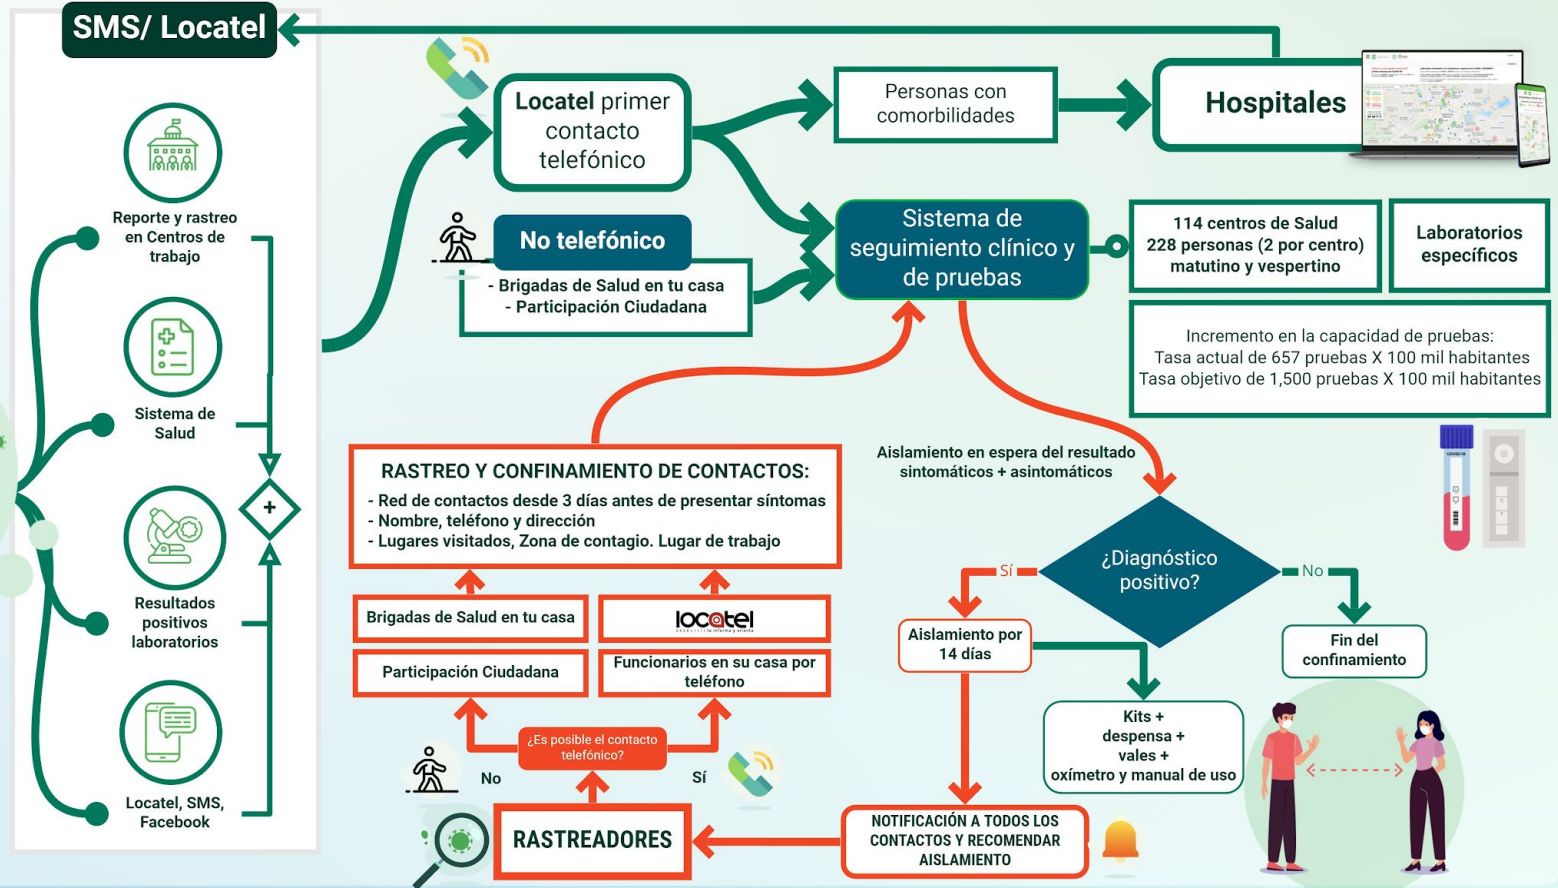 SMS/ Locatel
Reporte y rastreo
en Centros de
trabajo
Sistema de
Salud
Resultados
positivos
laboratorios
Locatel, SMS,
Facebook
+
Locatel primer
contacto
telefónico
Personas con
comorbilidades
Hospitales
No telefónico
- Brigadas de Salud en tu casa
- Participación Ciudadana
Sistema de
seguimiento clínico y
de pruebas
114 centros de Salud
228 personas (2 por centro)
matutino y vespertino
Laboratorios
específicos
Incremento en la capacidad de pruebas:
Tasa actual de 657 pruebas X 100 mil habitantes
Tasa objetivo de 1,500 pruebas X 100 mil habitantes
COVID-19
Aislamiento en espera del resultado
sintomáticos + asintomáticos
¿Diagnóstico
positivo?
Sí
No
Aislamiento por
14 días
Fin del
confinamiento
Kits +
despensa +
vales +
oxímetro y manual de uso
NOTIFICACIÓN A TODOS LOS
CONTACTOS Y RECOMENDAR
AISLAMIENTO
RASTREADORES
¿Es posible el contacto
telefónico?
No
Sí
Participación Ciudadana
Funcionarios en su casa por
teléfono
Brigadas de Salud en tu casa
locatel
RASTREO Y CONFINAMIENTO DE CONTACTOS:
- Red de contactos desde 3 días antes de presentar síntomas
- Nombre, teléfono y dirección
- Lugares visitados, Zona de contagio. Lugar de trabajo